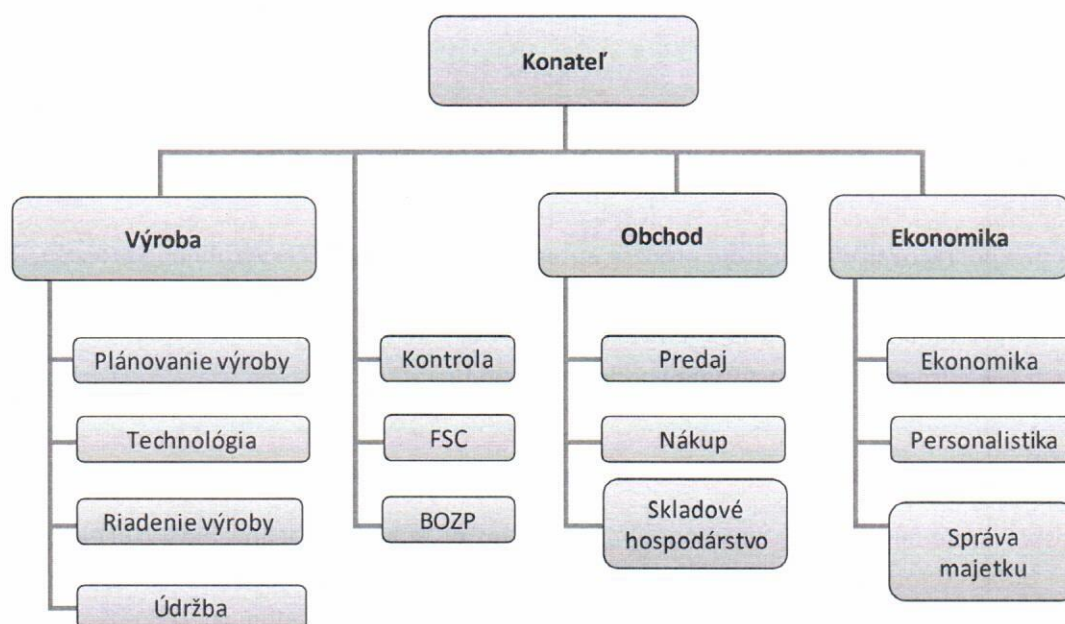 Konateľ
Výroba
Obchod
Ekonomika
Plánovanie výroby
Technológia
Riadenie výroby
Údržba
Kontrola
FSC
BOZP
Predaj
Nákup
Skladové
hospodárstvo
Ekonomika
Personalistika
Správa
majetku